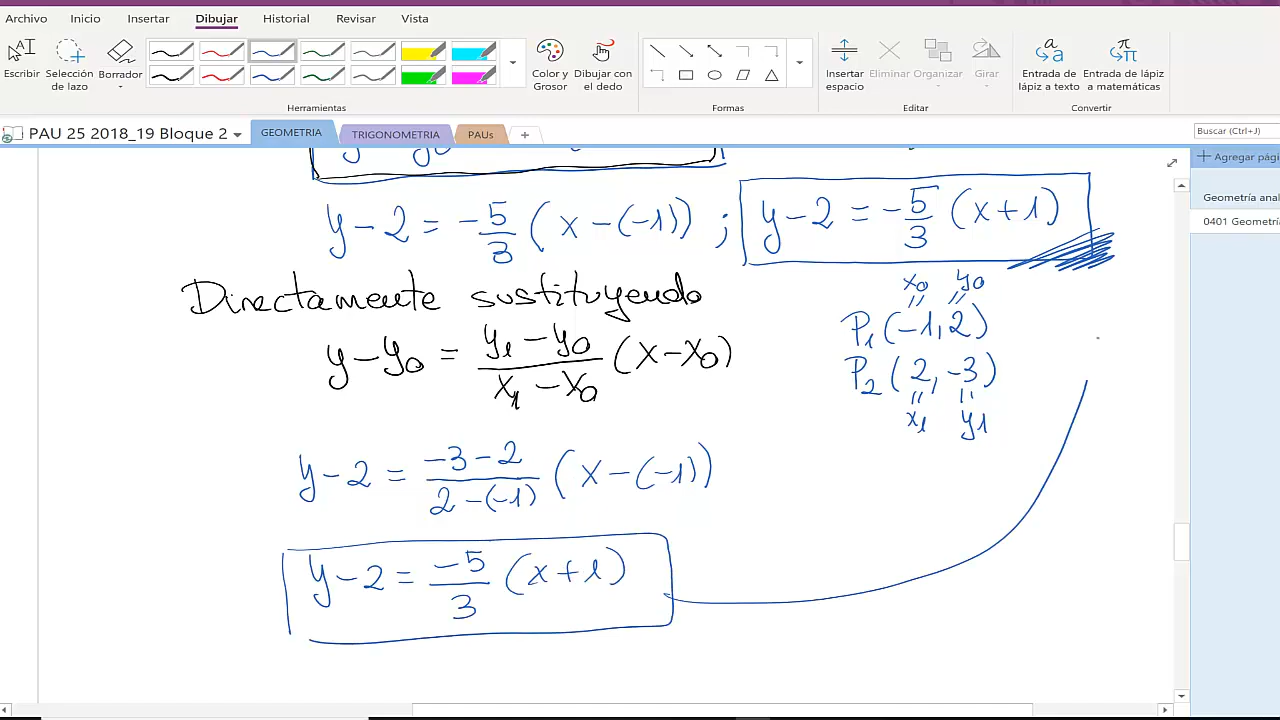 Archivo Inicio Insertar Dibujar Historial Revisar Vista
Escribir Selección de lazo Borrador Color y Grosor Dibujar con el dedo Insertar espacio Eliminar Organizar Girar Entrada de lápiz a texto Entrada de lápiz a matemáticas
Herramientas Formas Editar Convertir
PAU 25 2018_19 Bloque 2 GEOMETRIA TRIGONOMETRIA PAUs Buscar (Ctrl+J)
Agregar pági
Geometría anal
0401 Geometría
y-2 = -5/3 (x-(-1)) ; y-2 = -5/3 (x+1)
Directamente sustituyendo
x0 y0
P1(-1,2)
y-y0 = (y1-y0)/(x1-x0) (x-x0)
P2(2,-3)
x1 y1
y-2 = (-3-2)/(2-(-1)) (x-(-1))
y-2 = -5/3 (x+1)